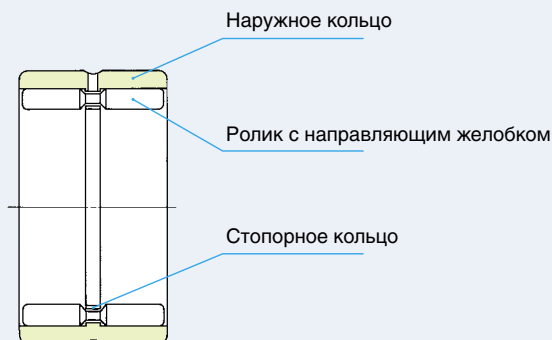 Наружное кольцо
Ролик с направляющим желобком
Стопорное кольцо